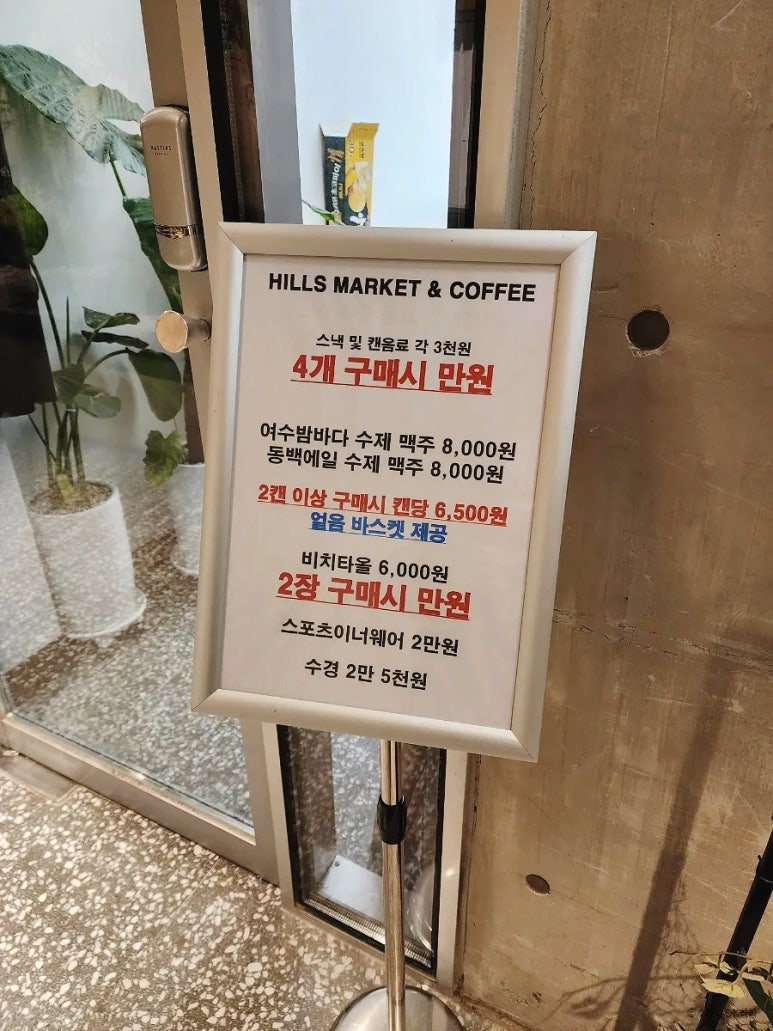 HILLS MARKET & COFFEE
스낵 및 캔음료 각 3천원
4개 구매시 만원
여수밤바다 수제 맥주 8,000원
동백에일 수제 맥주 8,000원
2캔 이상 구매시 캔당 6,500원
얼음 바스켓 제공
비치타올 6,000원
2장 구매시 만원
스포츠이너웨어 2만원
수경 2만 5천원